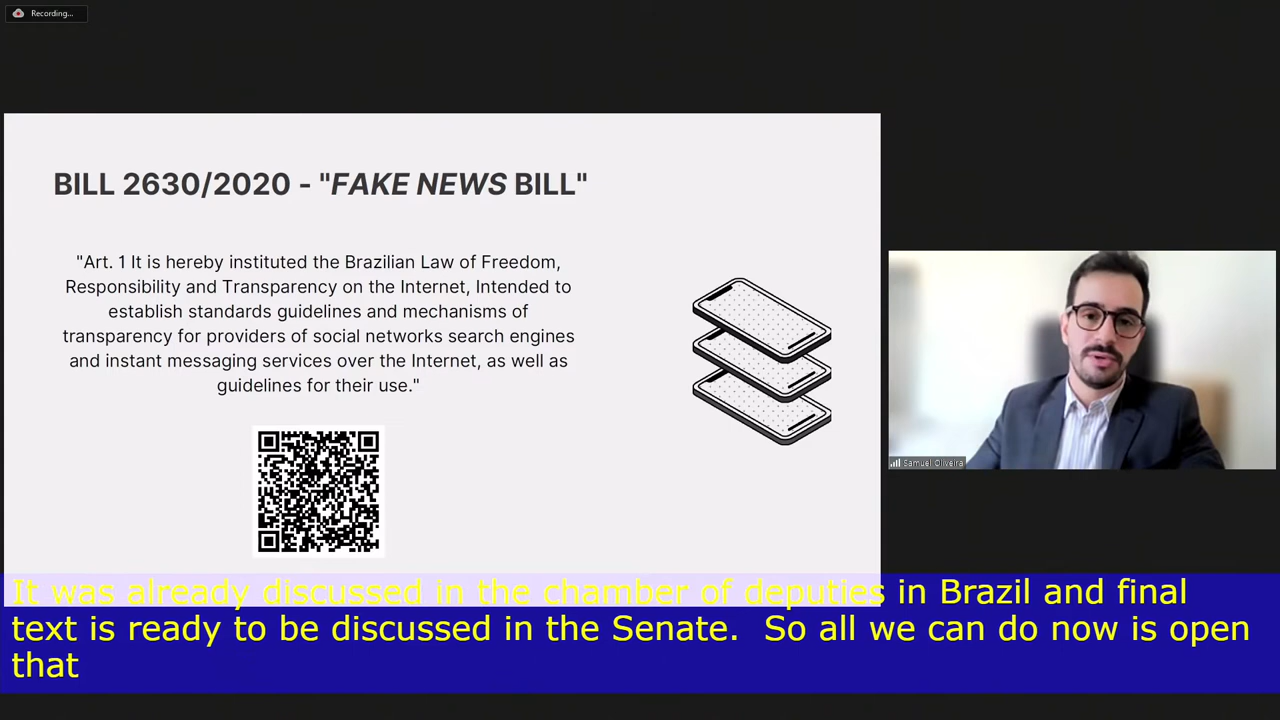 Recording...
BILL 2630/2020 - "FAKE NEWS BILL"
"Art. 1 It is hereby instituted the Brazilian Law of Freedom,
Responsibility and Transparency on the Internet, Intended to
establish standards guidelines and mechanisms of
transparency for providers of social networks search engines
and instant messaging services over the Internet, as well as
guidelines for their use."
Samuel Oliveira
It was already discussed in the chamber of deputies in Brazil and final
text is ready to be discussed in the Senate.  So all we can do now is open
that